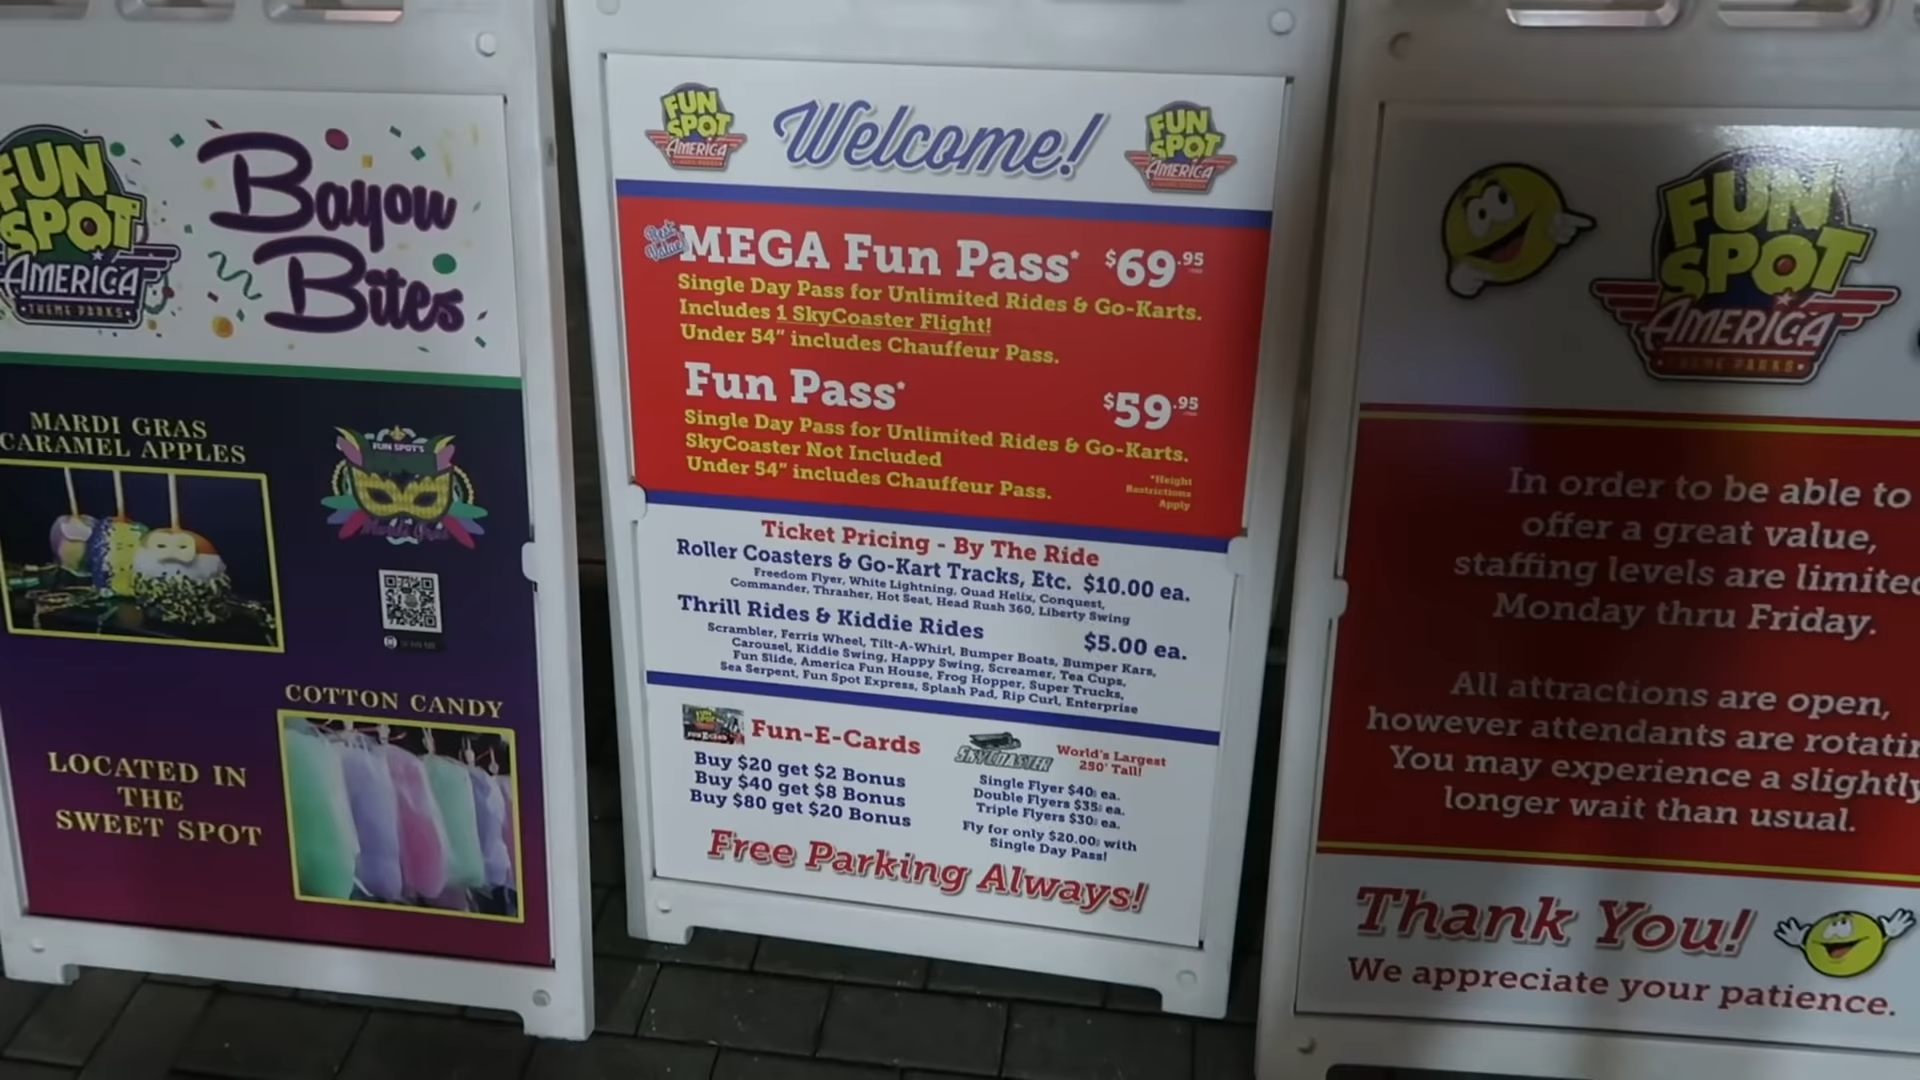 FUN
SPOT
AMERICA
THEME PARKS
Bayou
Bites
MARDI GRAS
CARAMEL APPLES
FUN SPOT'S
Mardi Gras
COTTON CANDY
LOCATED IN
THE
SWEET SPOT
FUN
SPOT
AMERICA
Welcome!
FUN
SPOT
AMERICA
Best
Value
MEGA Fun Pass* $69.95
Single Day Pass for Unlimited Rides & Go-Karts.
Includes 1 SkyCoaster Flight!
Under 54" includes Chauffeur Pass.
Fun Pass* $59.95
Single Day Pass for Unlimited Rides & Go-Karts.
SkyCoaster Not Included
Under 54" includes Chauffeur Pass.
*Height
Restrictions
Apply
Ticket Pricing - By The Ride
Roller Coasters & Go-Kart Tracks, Etc. $10.00 ea.
Freedom Flyer, White Lightning, Quad Helix, Conquest,
Commander, Thrasher, Hot Seat, Head Rush 360, Liberty Swing
Thrill Rides & Kiddie Rides $5.00 ea.
Scrambler, Ferris Wheel, Tilt-A-Whirl, Bumper Boats, Bumper Kars,
Carousel, Kiddie Swing, Happy Swing, Screamer, Tea Cups,
Fun Slide, America Fun House, Frog Hopper, Super Trucks,
Sea Serpent, Fun Spot Express, Splash Pad, Rip Curl, Enterprise
Fun-E-Cards
Buy $20 get $2 Bonus
Buy $40 get $8 Bonus
Buy $80 get $20 Bonus
SKYCOASTER
World's Largest
250' Tall!
Single Flyer $40 ea.
Double Flyers $35 ea.
Triple Flyers $30 ea.
Fly for only $20.00 with
Single Day Pass!
Free Parking Always!
FUN
SPOT
AMERICA
THEME PARKS
In order to be able to
offer a great value,
staffing levels are limited
Monday thru Friday.
All attractions are open,
however attendants are rotatin
You may experience a slightly
longer wait than usual.
Thank You!
We appreciate your patience.